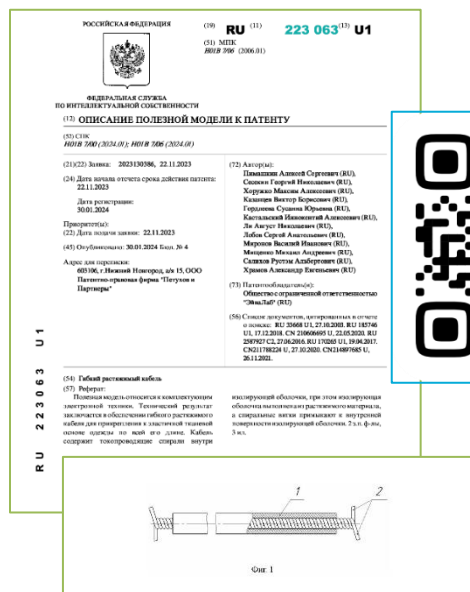 РОССИЙСКАЯ ФЕДЕРАЦИЯ
(19) RU (11) 223 063 (13) U1
(51) МПК
H01B 7/06 (2006.01)
ФЕДЕРАЛЬНАЯ СЛУЖБА
ПО ИНТЕЛЛЕКТУАЛЬНОЙ СОБСТВЕННОСТИ
(12) ОПИСАНИЕ ПОЛЕЗНОЙ МОДЕЛИ К ПАТЕНТУ
(52) СПК
H01B 7/00 (2024.01); H01B 7/06 (2024.01)
(21)(22) Заявка: 2023130386, 22.11.2023
(24) Дата начала отсчета срока действия патента:
22.11.2023
Дата регистрации:
30.01.2024
Приоритет(ы):
(22) Дата подачи заявки: 22.11.2023
(45) Опубликовано: 30.01.2024 Бюл. № 4
Адрес для переписки:
603106, г.Нижний Новгород, а/я 15, ООО
Патентно-правовая фирма "Петухов и
Партнеры"
(72) Автор(ы):
Алексей Сергеевич (RU),
Георгий Николаевич (RU),
Хоружко Максим Алексеевич (RU),
Казанцев Виктор Борисович (RU),
Гордлеева Сусанна Юрьевна (RU),
Кастальский Иннокентий Алексеевич (RU),
Ли Август Николаевич (RU),
Лобов Сергей Анатольевич (RU),
Миронов Василий Иванович (RU),
Мищенко Михаил Андреевич (RU),
Рустэм Альбертович (RU),
Храмов Александр Евгеньевич (RU)
(73) Патентообладатель(и):
Общество с ограниченной ответственностью
(RU)
(56) Список документов, цитированных в отчете
о поиске: RU 33668 U1, 27.10.2003. RU 185746
U1, 17.12.2018. CN 210606695 U, 22.05.2020. RU
2587927 C2, 27.06.2016. RU 170265 U1, 19.04.2017.
CN211788224 U, 27.10.2020. CN214897685 U,
26.11.2021.
RU 223063 U1
(54) Гибкий растяжимый кабель
(57) Реферат:
Полезная модель относится к комплектующим
электронной техники. Технический результат
заключается в обеспечении гибкого растяжимого
кабеля для прикрепления к эластичной тканевой
основе одежды по всей его длине. Кабель
содержит токопроводящие спирали внутри
изолирующей оболочки, при этом изолирующая
оболочка выполнена из растяжимого материала,
а спиральные витки примыкают к внутренней
поверхности изолирующей оболочки. 2 з.п. ф-лы,
3 ил.
1
2
Фиг. 1